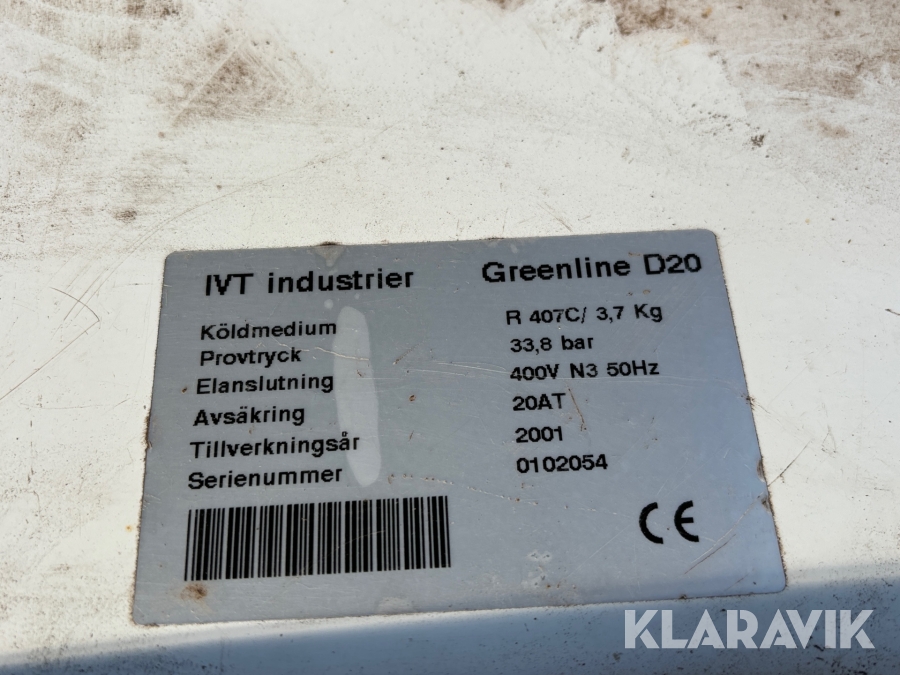 IVT industrier Greenline D20
Köldmedium R 407C/ 3,7 Kg
Provtryck 33,8 bar
Elanslutning 400V N3 50Hz
Avsäkring 20AT
Tillverkningsår 2001
Serienummer 0102054
CE
KLARAVIK